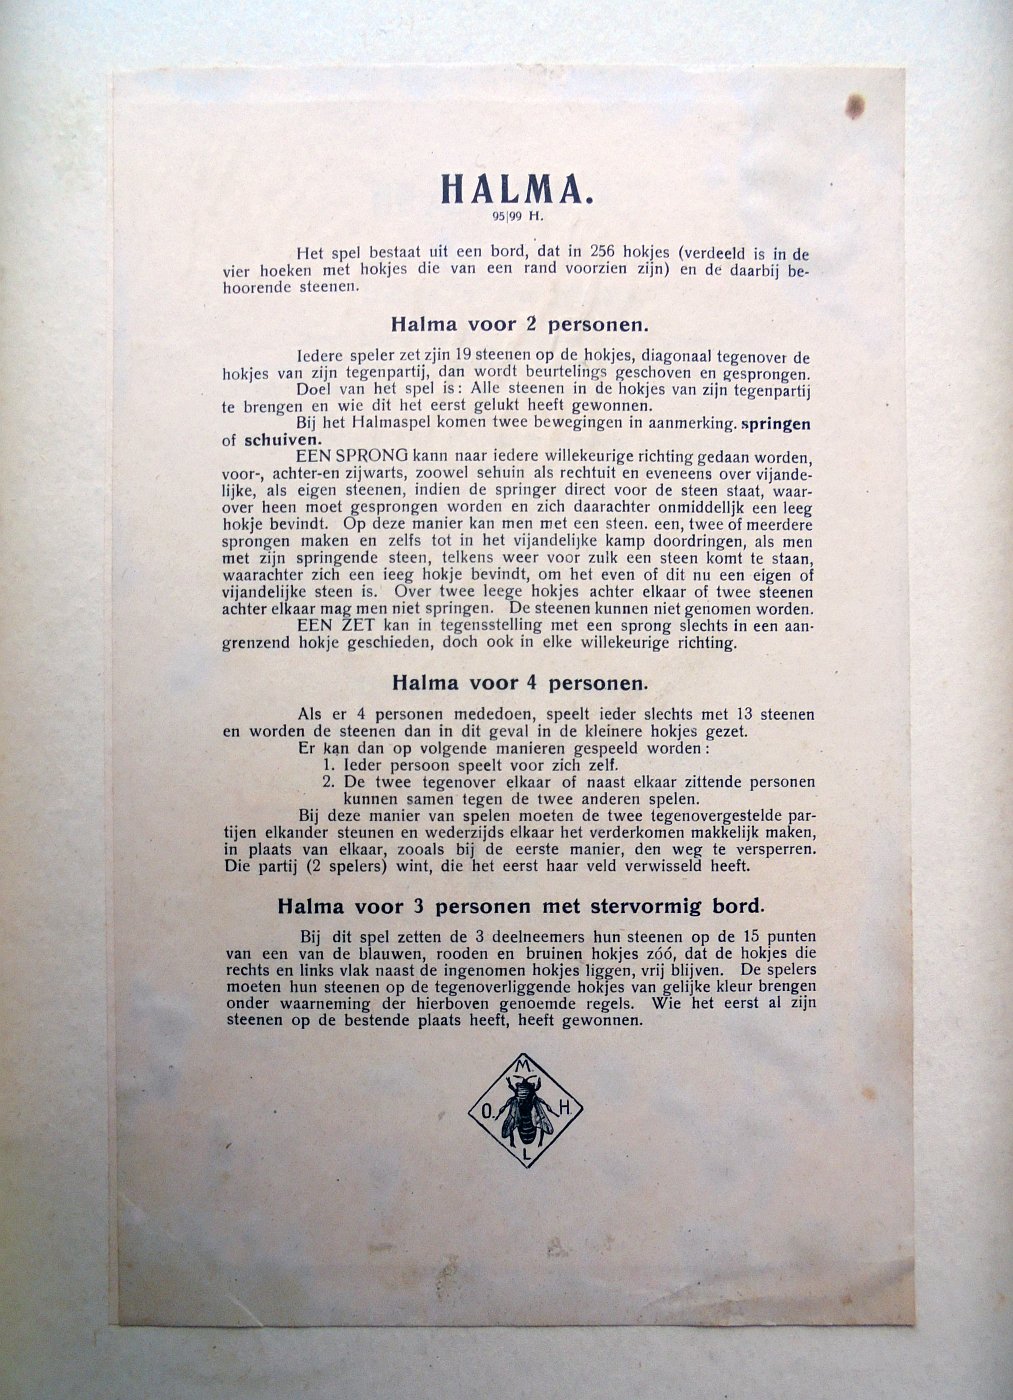 HALMA.
95|99 H.
Het spel bestaat uit een bord, dat in 256 hokjes (verdeeld is in de
vier hoeken met hokjes die van een rand voorzien zijn) en de daarbij be-
hoorende steenen.
Halma voor 2 personen.
Iedere speler zet zjin 19 steenen op de hokjes, diagonaal tegenover de
hokjes van zijn tegenpartij, dan wordt beurtelings geschoven en gesprongen.
Doel van het spel is: Alle steenen in de hokjes van zijn tegenpartij
te brengen en wie dit het eerst gelukt heeft gewonnen.
Bij het Halmaspel komen twee bewegingen in aanmerking. springen
of schuiven.
EEN SPRONG kann naar iedere willekeurige richting gedaan worden,
voor-, achter-en zijwarts, zoowel sehuin als rechtuit en eveneens over vijande-
lijke, als eigen steenen, indien de springer direct voor de steen staat, waar-
over heen moet gesprongen worden en zich daarachter onmiddelljk een leeg
hokje bevindt. Op deze manier kan men met een steen. een, twee of meerdere
sprongen maken en zelfs tot in het vijandelijke kamp doordringen, als men
met zijn springende steen, telkens weer voor zulk een steen komt te staan,
waarachter zich een ieeg hokje bevindt, om het even of dit nu een eigen of
vijandelijke steen is. Over twee leege hokjes achter elkaar of twee steenen
achter elkaar mag men niet springen. De steenen kunnen niet genomen worden.
EEN ZET kan in tegensstelling met een sprong slechts in een aan-
grenzend hokje geschieden, doch ook in elke willekeurige richting.
Halma voor 4 personen.
Als er 4 personen mededoen, speelt ieder slechts met 13 steenen
en worden de steenen dan in dit geval in de kleinere hokjes gezet.
Er kan dan op volgende manieren gespeeld worden:
1. Ieder persoon speelt voor zich zelf.
2. De twee tegenover elkaar of naast elkaar zittende personen
kunnen samen tegen de twee anderen spelen.
Bij deze manier van spelen moeten de twee tegenovergestelde par-
tijen elkander steunen en wederzijds elkaar het verderkomen makkelijk maken,
in plaats van elkaar, zooals bij de eerste manier, den weg te versperren.
Die partij (2 spelers) wint, die het eerst haar veld verwisseld heeft.
Halma voor 3 personen met stervormig bord.
Bij dit spel zetten de 3 deelneemers hun steenen op de 15 punten
van een van de blauwen, rooden en bruinen hokjes zóó, dat de hokjes die
rechts en links vlak naast de ingenomen hokjes liggen, vrij blijven. De spelers
moeten hun steenen op de tegenoverliggende hokjes van gelijke kleur brengen
onder waarneming der hierboven genoemde regels. Wie het eerst al zijn
steenen op de bestende plaats heeft, heeft gewonnen.
M.
O. H.
L